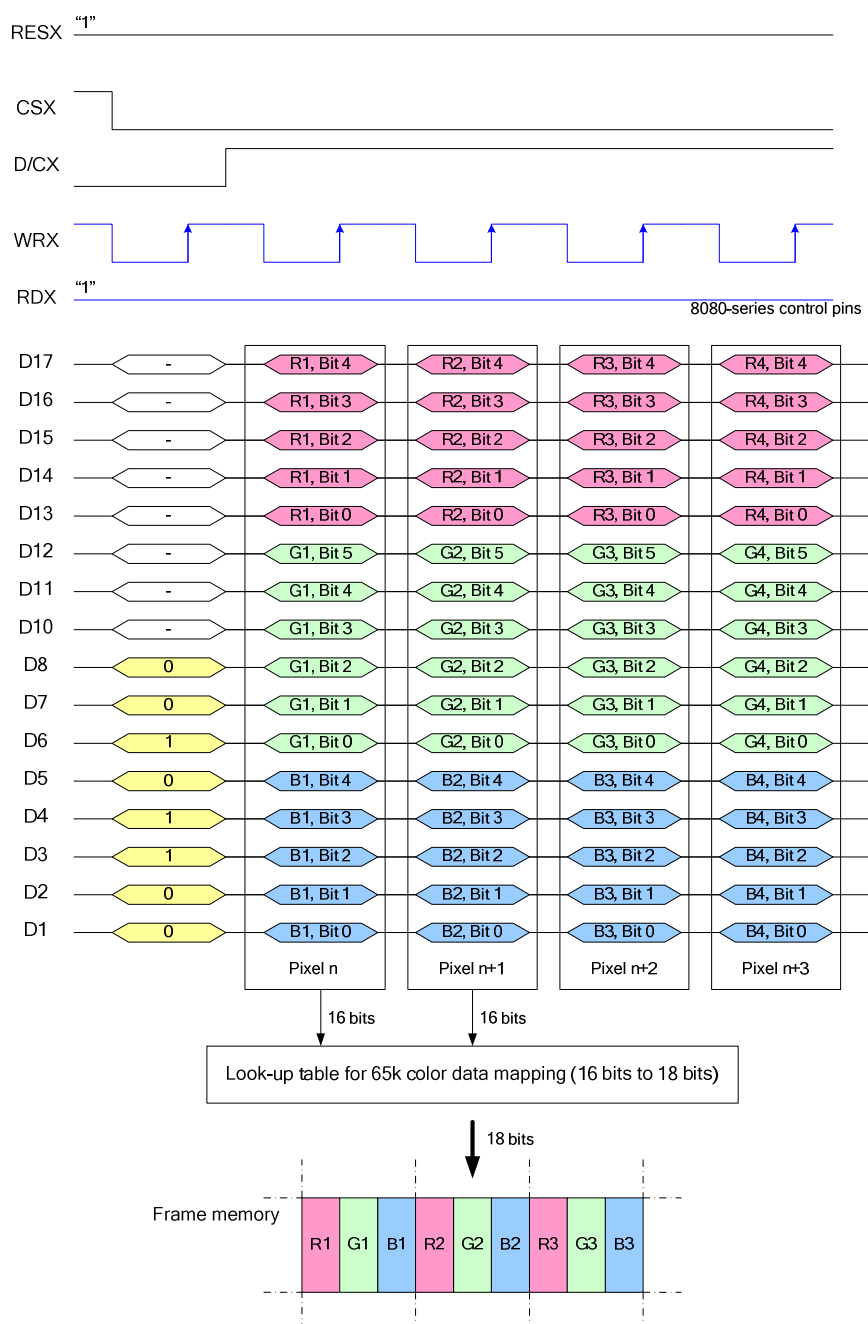 RESX “1”
CSX
D/CX
WRX
RDX “1”
8080-series control pins
D17 - R1, Bit 4 R2, Bit 4 R3, Bit 4 R4, Bit 4
D16 - R1, Bit 3 R2, Bit 3 R3, Bit 3 R4, Bit 3
D15 - R1, Bit 2 R2, Bit 2 R3, Bit 2 R4, Bit 2
D14 - R1, Bit 1 R2, Bit 1 R3, Bit 1 R4, Bit 1
D13 - R1, Bit 0 R2, Bit 0 R3, Bit 0 R4, Bit 0
D12 - G1, Bit 5 G2, Bit 5 G3, Bit 5 G4, Bit 5
D11 - G1, Bit 4 G2, Bit 4 G3, Bit 4 G4, Bit 4
D10 - G1, Bit 3 G2, Bit 3 G3, Bit 3 G4, Bit 3
D8 0 G1, Bit 2 G2, Bit 2 G3, Bit 2 G4, Bit 2
D7 0 G1, Bit 1 G2, Bit 1 G3, Bit 1 G4, Bit 1
D6 1 G1, Bit 0 G2, Bit 0 G3, Bit 0 G4, Bit 0
D5 0 B1, Bit 4 B2, Bit 4 B3, Bit 4 B4, Bit 4
D4 1 B1, Bit 3 B2, Bit 3 B3, Bit 3 B4, Bit 3
D3 1 B1, Bit 2 B2, Bit 2 B3, Bit 2 B4, Bit 2
D2 0 B1, Bit 1 B2, Bit 1 B3, Bit 1 B4, Bit 1
D1 0 B1, Bit 0 B2, Bit 0 B3, Bit 0 B4, Bit 0
Pixel n Pixel n+1 Pixel n+2 Pixel n+3
16 bits 16 bits
Look-up table for 65k color data mapping (16 bits to 18 bits)
18 bits
Frame memory
R1 G1 B1 R2 G2 B2 R3 G3 B3